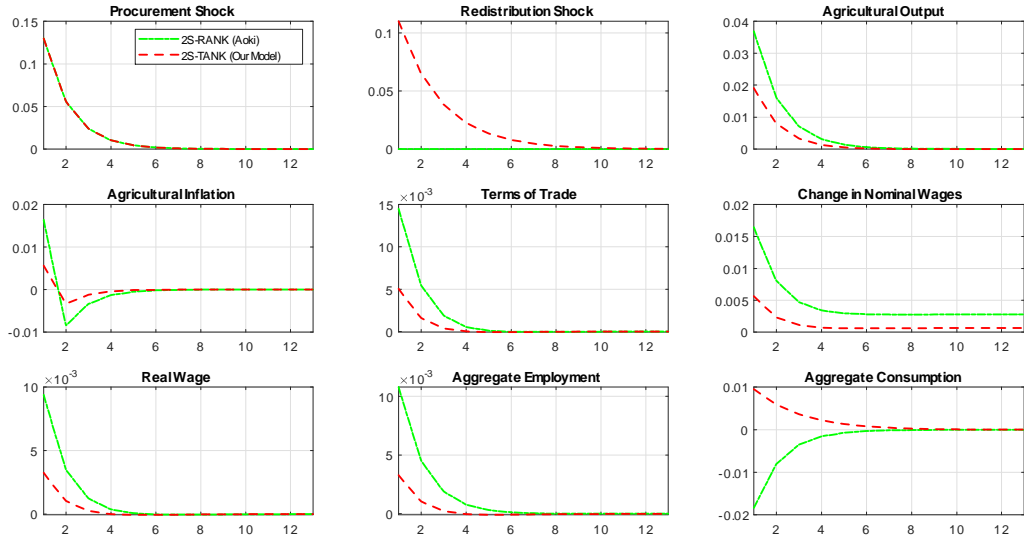 Procurement Shock
0.15
0.1
0.05
0
2S-RANK (Aoki)
2S-TANK (Our Model)
2 4 6 8 10 12
Redistribution Shock
0.1
0.05
0
2 4 6 8 10 12
Agricultural Output
0.04
0.03
0.02
0.01
0
2 4 6 8 10 12
Agricultural Inflation
0.02
0.01
0
-0.01
2 4 6 8 10 12
Terms of Trade
×10⁻³
15
10
5
0
2 4 6 8 10 12
Change in Nominal Wages
0.02
0.015
0.01
0.005
0
2 4 6 8 10 12
Real Wage
×10⁻³
10
5
0
2 4 6 8 10 12
Aggregate Employment
×10⁻³
10
5
0
2 4 6 8 10 12
Aggregate Consumption
0.01
0
-0.01
-0.02
2 4 6 8 10 12